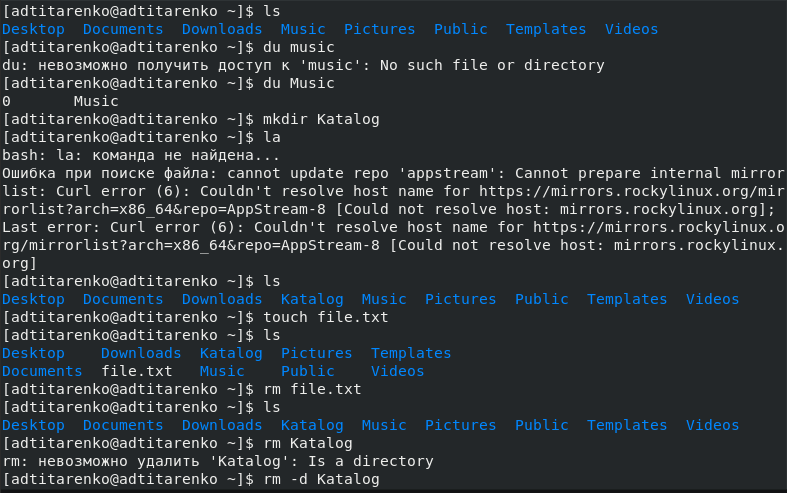 [adtitarenko@adtitarenko ~]$ ls
Desktop  Documents  Downloads  Music  Pictures  Public  Templates  Videos
[adtitarenko@adtitarenko ~]$ du music
du: невозможно получить доступ к 'music': No such file or directory
[adtitarenko@adtitarenko ~]$ du Music
0       Music
[adtitarenko@adtitarenko ~]$ mkdir Katalog
[adtitarenko@adtitarenko ~]$ la
bash: la: команда не найдена...
Ошибка при поиске файла: cannot update repo 'appstream': Cannot prepare internal mirror
list: Curl error (6): Couldn't resolve host name for https://mirrors.rockylinux.org/mir
rorlist?arch=x86_64&repo=AppStream-8 [Could not resolve host: mirrors.rockylinux.org];
Last error: Curl error (6): Couldn't resolve host name for https://mirrors.rockylinux.o
rg/mirrorlist?arch=x86_64&repo=AppStream-8 [Could not resolve host: mirrors.rockylinux.
org]
[adtitarenko@adtitarenko ~]$ ls
Desktop  Documents  Downloads  Katalog  Music  Pictures  Public  Templates  Videos
[adtitarenko@adtitarenko ~]$ touch file.txt
[adtitarenko@adtitarenko ~]$ ls
Desktop    Downloads  Katalog  Pictures  Templates
Documents  file.txt   Music    Public    Videos
[adtitarenko@adtitarenko ~]$ rm file.txt
[adtitarenko@adtitarenko ~]$ ls
Desktop  Documents  Downloads  Katalog  Music  Pictures  Public  Templates  Videos
[adtitarenko@adtitarenko ~]$ rm Katalog
rm: невозможно удалить 'Katalog': Is a directory
[adtitarenko@adtitarenko ~]$ rm -d Katalog